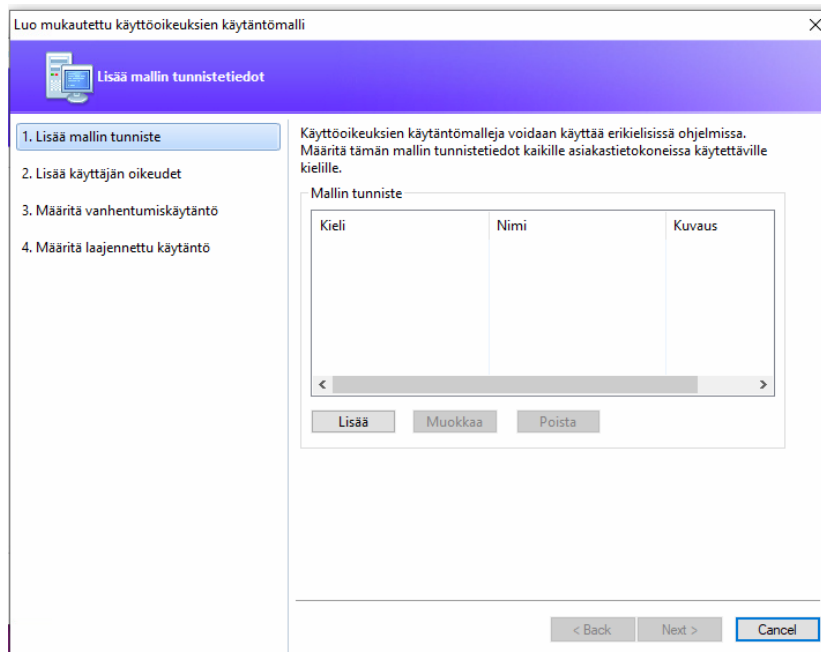 Luo mukautettu käyttöoikeuksien käytäntömalli
Lisää mallin tunnistetiedot
1. Lisää mallin tunniste
2. Lisää käyttäjän oikeudet
3. Määritä vanhentumiskäytäntö
4. Määritä laajennettu käytäntö
Käyttöoikeuksien käytäntömalleja voidaan käyttää erikielisissä ohjelmissa.
Määritä tämän mallin tunnistetiedot kaikille asiakastietokoneissa käytettäville
kielille.
Mallin tunniste
Kieli Nimi Kuvaus
Lisää Muokkaa Poista
< Back Next > Cancel